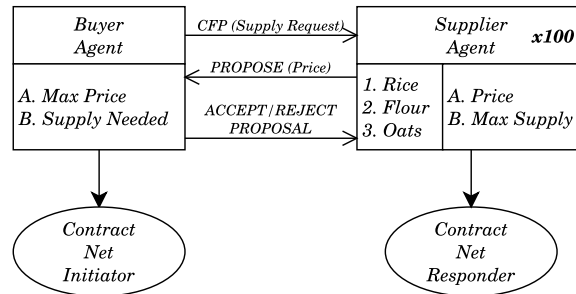 Buyer
Agent
A. Max Price
B. Supply Needed
CFP (Supply Request)
PROPOSE (Price)
ACCEPT/REJECT
PROPOSAL
Supplier
Agent
x100
1. Rice
2. Flour
3. Oats
A. Price
B. Max Supply
Contract
Net
Initiator
Contract
Net
Responder